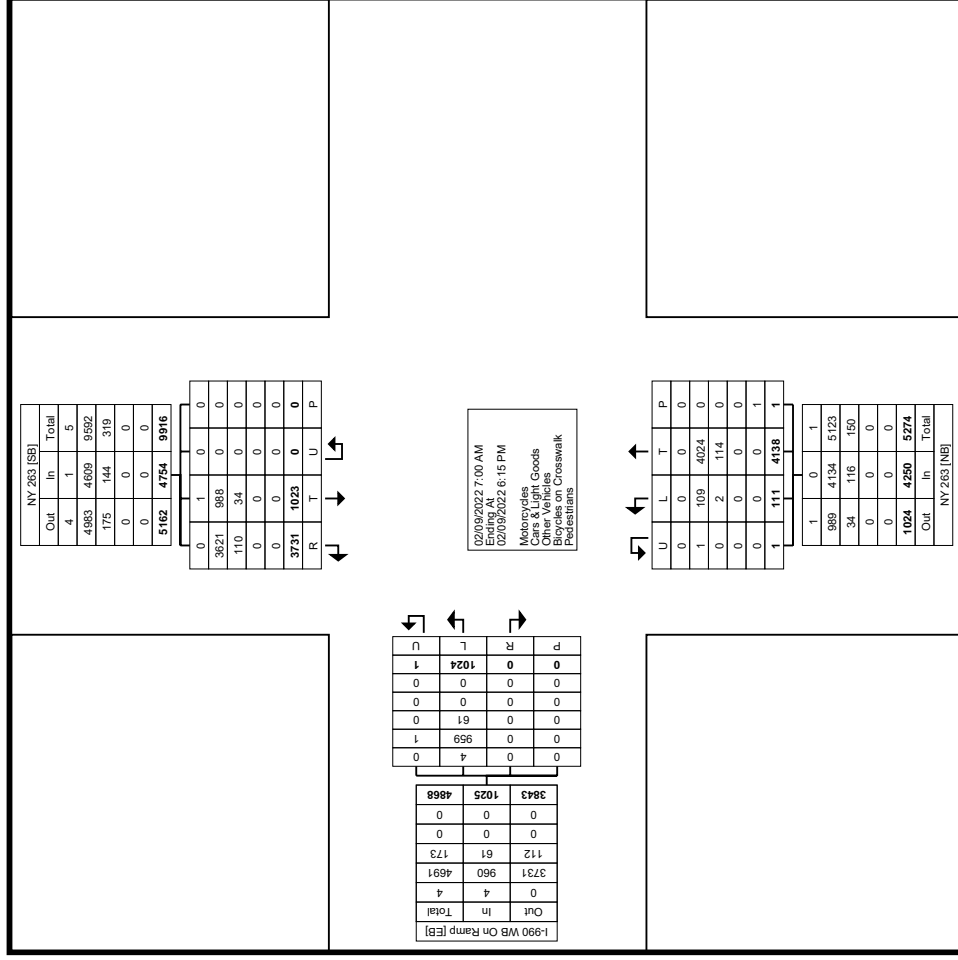 NY 263 [SB]
Out In Total
4 1 5
4983 4609 9592
175 144 319
0 0 0
0 0 0
5162 4754 9916
0 1 0 0
3621 988 0 0
110 34 0 0
0 0 0 0
0 0 0 0
3731 1023 0 0
R T U P
02/09/2022 7:00 AM
Ending At
02/09/2022 6:15 PM
Motorcycles
Cars & Light Goods
Other Vehicles
Bicycles on Crosswalk
Pedestrians
U L T P
0 0 0 0
1 109 4024 0
0 2 114 0
0 0 0 0
0 0 0 1
1 111 4138 1
1 0 1
989 4134 5123
34 116 150
0 0 0
0 0 0
1024 4250 5274
Out In Total
NY 263 [NB]
I-990 WB On Ramp [EB]
Out In Total
0 4 4
3731 960 4691
112 61 173
0 0 0
0 0 0
3843 1025 4868
0 0 4 0
0 0 959 1
0 0 61 0
0 0 0 0
0 0 0 0
0 0 1024 1
P R L U